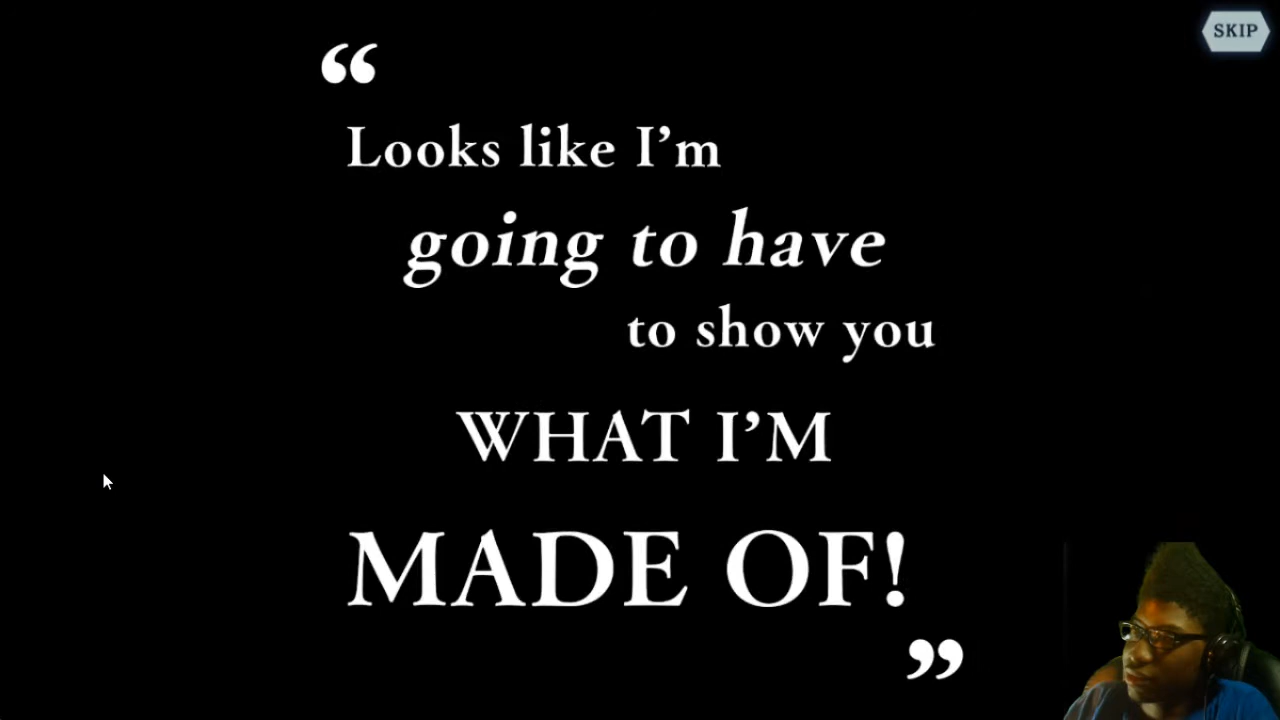 SKIP
“
Looks like I’m
going to have
to show you
WHAT I’M
MADE OF!
”